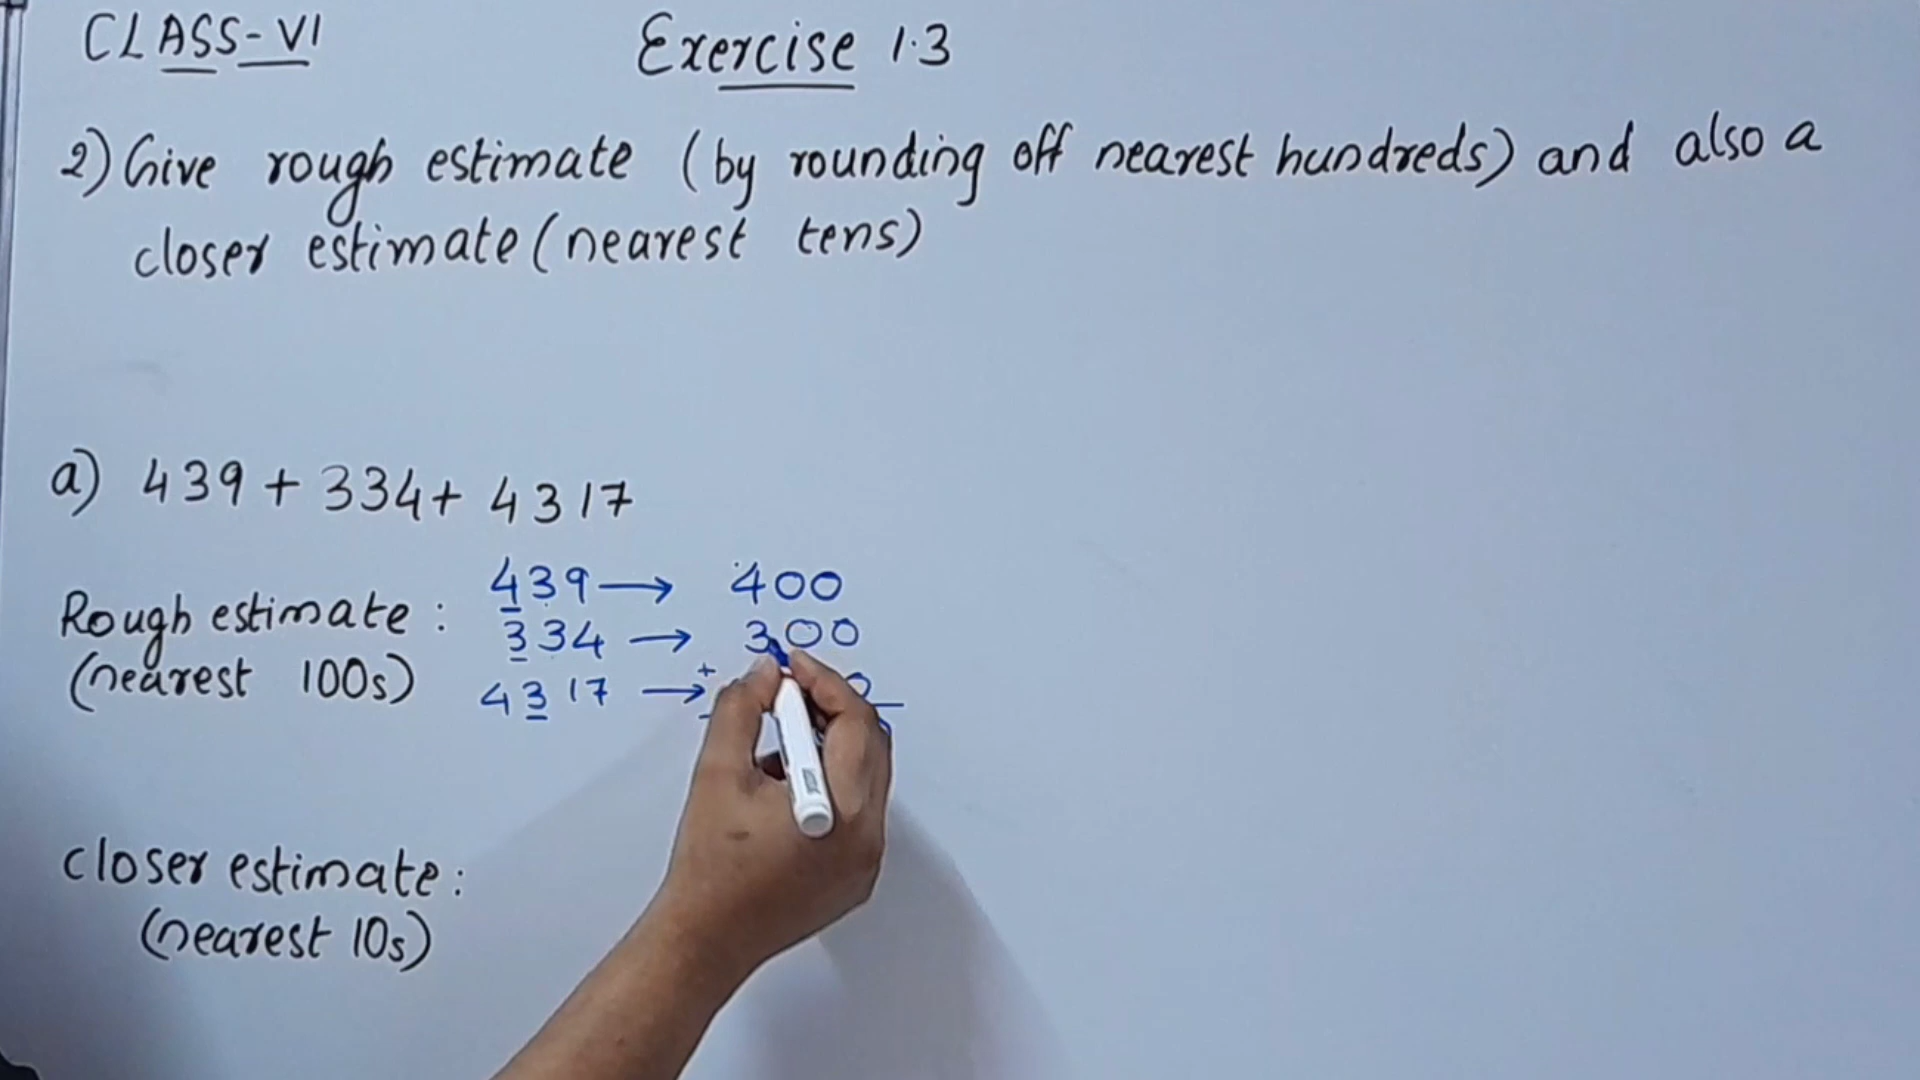 CLASS-VI
Exercise 1.3
2) Give rough estimate (by rounding off nearest hundreds) and also a
closer estimate (nearest tens)
a) 439 + 334 + 4317
Rough estimate :
(nearest 100s)
439 → 400
334 → 300
4317 → +
closer estimate :
(nearest 10s)